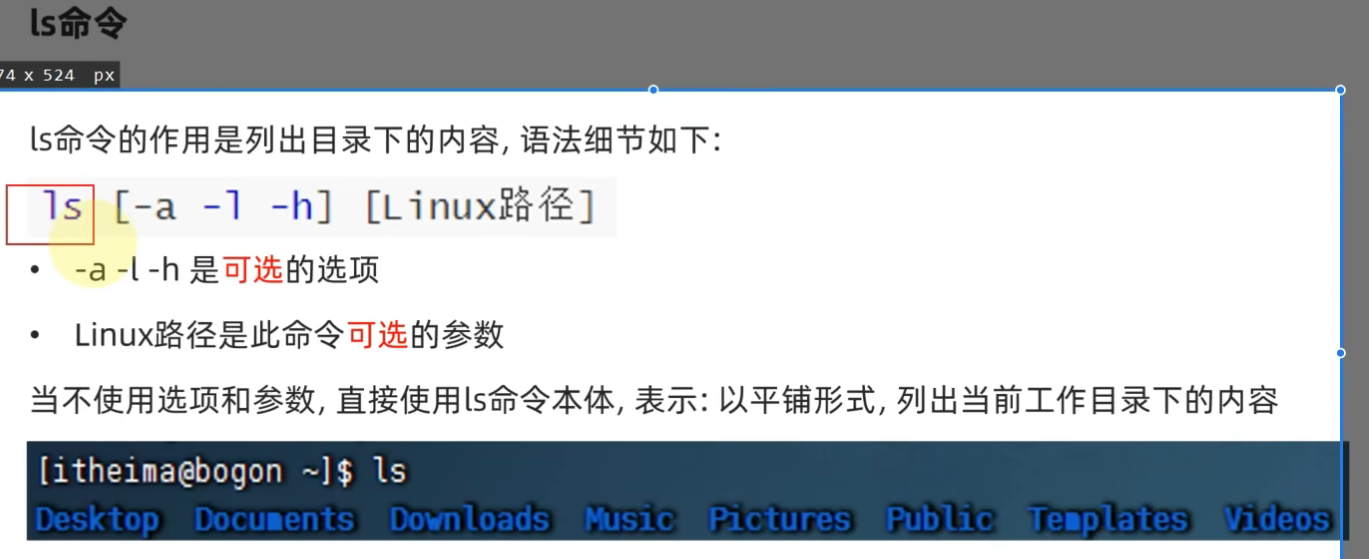 ls命令
74 x 524 px
ls命令的作用是列出目录下的内容, 语法细节如下:
ls [-a -l -h] [Linux路径]
• -a -l -h 是可选的选项
• Linux路径是此命令可选的参数
当不使用选项和参数, 直接使用ls命令本体, 表示: 以平铺形式, 列出当前工作目录下的内容
[itheima@bogon ~]$ ls
Desktop Documents Downloads Music Pictures Public Templates Videos